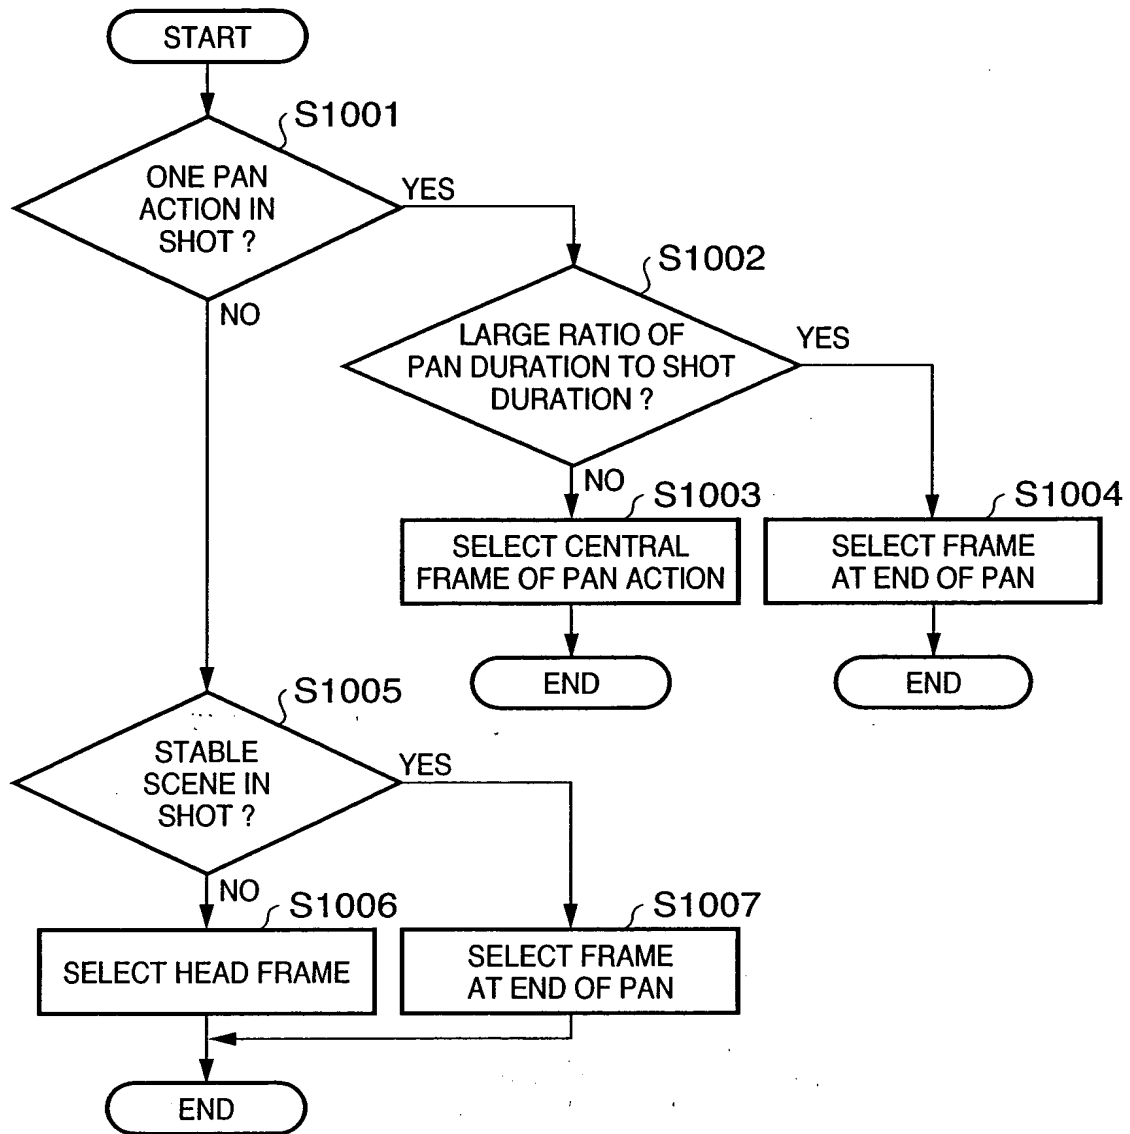 START
S1001
ONE PAN
ACTION IN
SHOT ?
YES
NO
S1002
LARGE RATIO OF
PAN DURATION TO SHOT
DURATION ?
YES
NO
S1003
SELECT CENTRAL
FRAME OF PAN ACTION
END
S1004
SELECT FRAME
AT END OF PAN
END
S1005
STABLE
SCENE IN
SHOT ?
YES
NO
S1006
SELECT HEAD FRAME
S1007
SELECT FRAME
AT END OF PAN
END